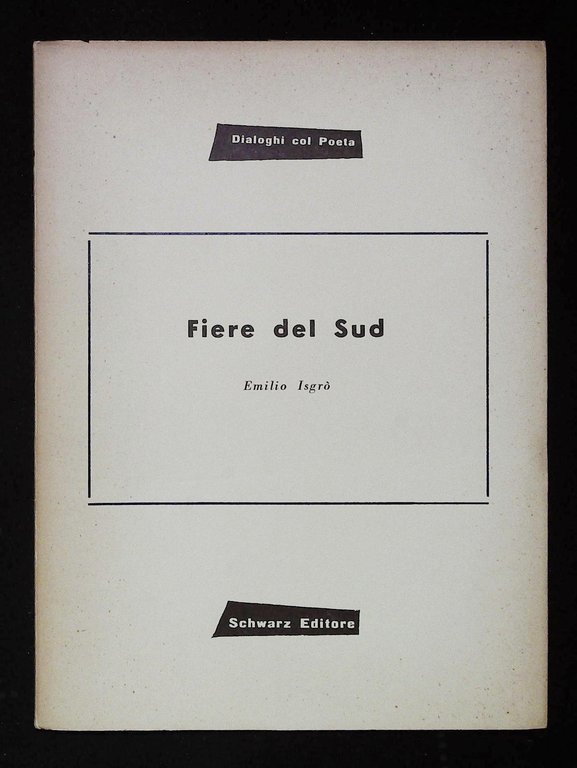 Dialoghi col Poeta
Fiere del Sud
Emilio Isgrò
Schwarz Editore